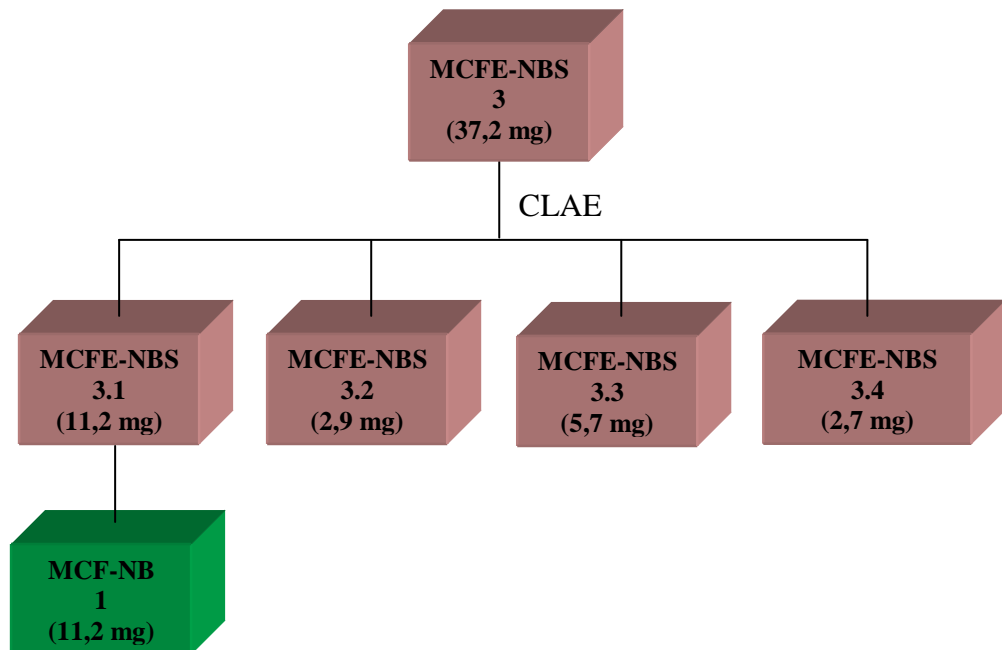 MCFE-NBS
3
(37,2 mg)
CLAE
MCFE-NBS
3.1
(11,2 mg)
MCFE-NBS
3.2
(2,9 mg)
MCFE-NBS
3.3
(5,7 mg)
MCFE-NBS
3.4
(2,7 mg)
MCF-NB
1
(11,2 mg)